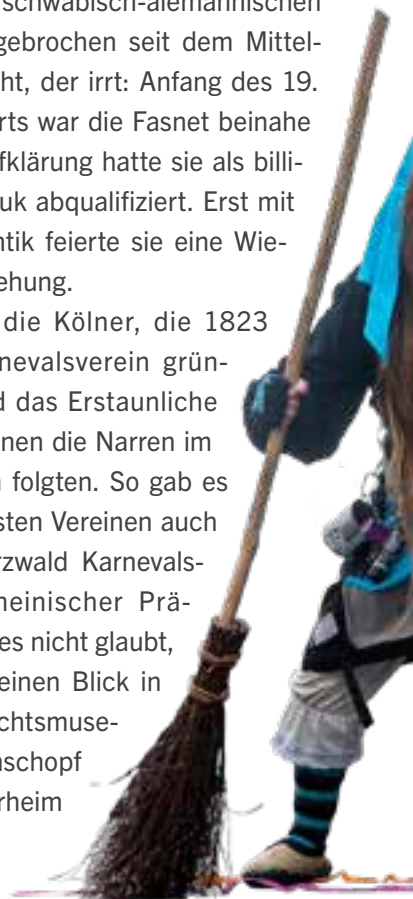 schwäbisch-alemannischen
gebrochen seit dem Mittel-
ht, der irrt: Anfang des 19.
rts war die Fasnet beinahe
fklärung hatte sie als billi-
uk abqualifiziert. Erst mit
ntik feierte sie eine Wie-
ehung.
die Kölner, die 1823
nevalsverein grün-
d das Erstaunliche
nen die Narren im
n folgten. So gab es
sten Vereinen auch
rzwald Karnevals-
heinischer Prä-
es nicht glaubt,
einen Blick in
chtsmuse-
nschopf
rheim